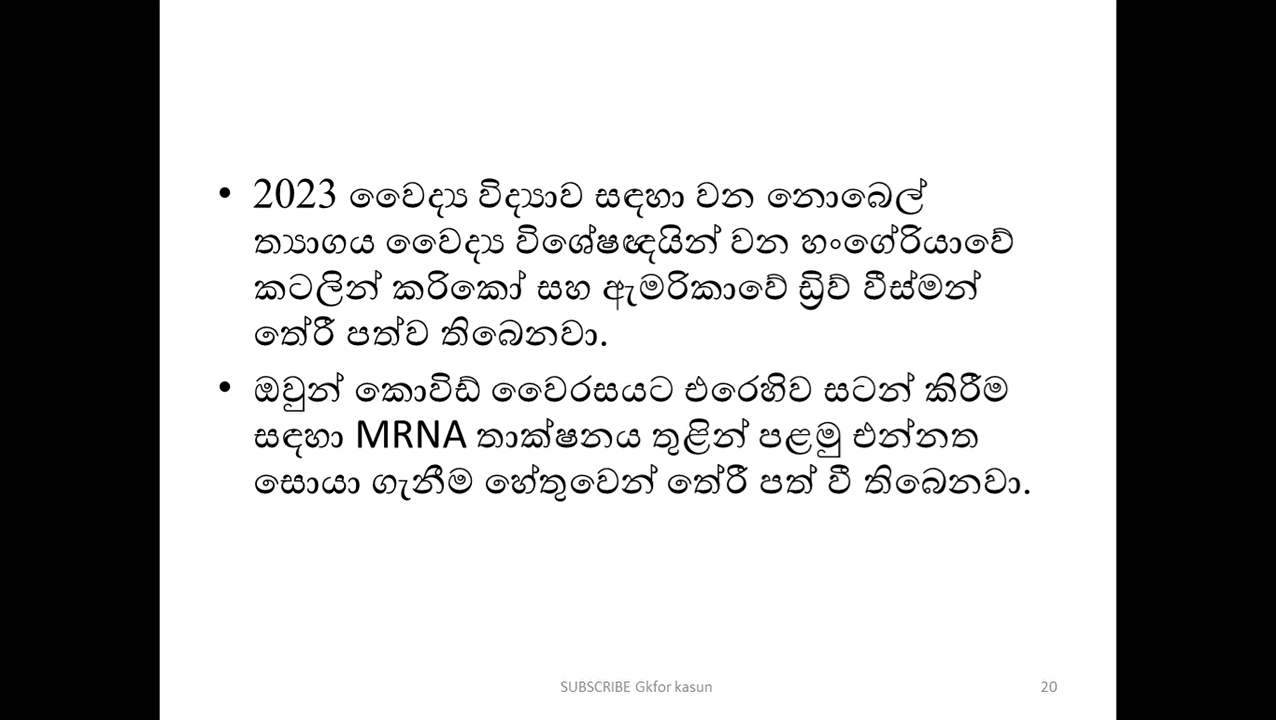 • 2023 වෛද්‍ය විද්‍යාව සඳහා වන නොබෙල්
ත්‍යාගය වෛද්‍ය විශේෂඥයින් වන හංගේරියාවේ
කටලින් කරිකෝ සහ ඇමරිකාවේ ඩ්‍රිව් වීස්මන්
තේරී පත්ව තිබෙනවා.
• ඔවුන් කොවිඩ් වෛරසයට එරෙහිව සටන් කිරීම
සඳහා MRNA තාක්ෂනය තුළින් පළමු එන්නත
සොයා ගැනීම හේතුවෙන් තේරී පත් වී තිබෙනවා.
SUBSCRIBE Gkfor kasun
20